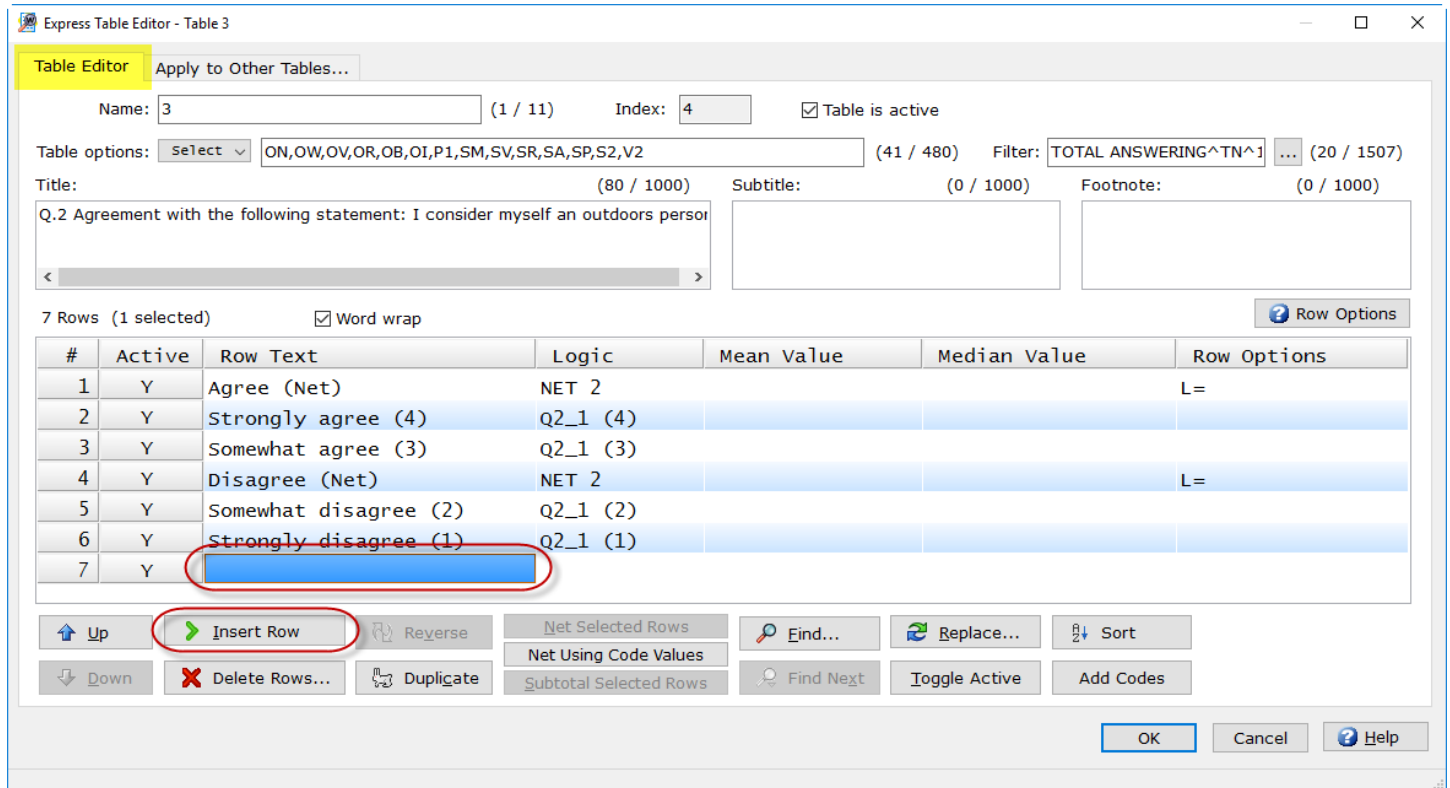 Express Table Editor - Table 3
Table Editor Apply to Other Tables...
Name: 3 (1 / 11) Index: 4 Table is active
Table options: Select ON,OW,OV,OR,OB,OI,P1,SM,SV,SR,SA,SP,S2,V2 (41 / 480) Filter: TOTAL ANSWERING^TN^1 ... (20 / 1507)
Title: (80 / 1000) Subtitle: (0 / 1000) Footnote: (0 / 1000)
Q.2 Agreement with the following statement: I consider myself an outdoors person
7 Rows (1 selected) Word wrap Row Options
# Active Row Text Logic Mean Value Median Value Row Options
1 Y Agree (Net) NET 2 L=
2 Y Strongly agree (4) Q2_1 (4)
3 Y Somewhat agree (3) Q2_1 (3)
4 Y Disagree (Net) NET 2 L=
5 Y Somewhat disagree (2) Q2_1 (2)
6 Y Strongly disagree (1) Q2_1 (1)
7 Y
Up Insert Row Reverse Net Selected Rows Find... Replace... Sort
Net Using Code Values
Down Delete Rows... Duplicate Subtotal Selected Rows Find Next Toggle Active Add Codes
OK Cancel Help